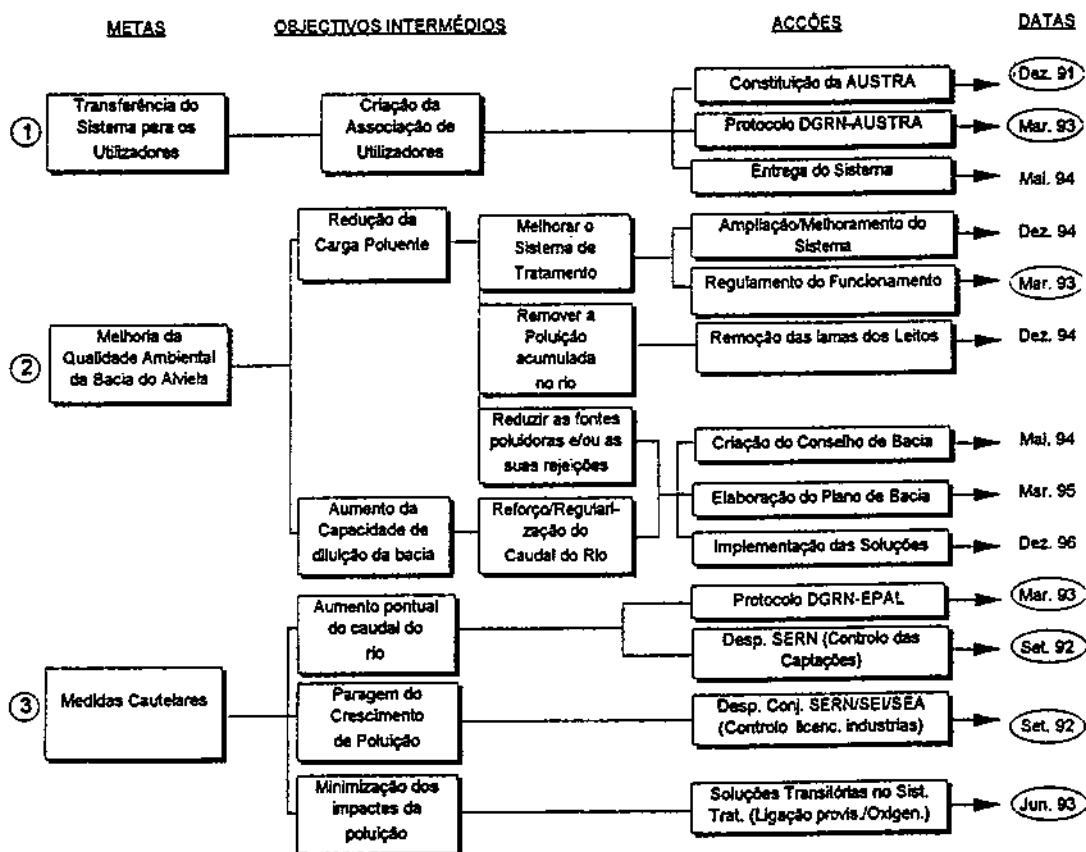 METAS
OBJECTIVOS INTERMÉDIOS
ACCÕES
DATAS
1
Transferência do
Sistema para os
Utilizadores
Criação da
Associação de
Utilizadores
Constituição da AUSTRA
Dez. 91
Protocolo DGRN-AUSTRA
Mar. 93
Entrega do Sistema
Mai. 94
2
Melhoria da
Qualidade Ambiental
da Bacia do Alviela
Redução da
Carga Poluente
Melhorar o
Sistema de
Tratamento
Ampliação/Melhoramento do
Sistema
Dez. 94
Regulamento do Funcionamento
Mar. 93
Remover a
Poluição
acumulada
no rio
Remoção das lamas dos Leitos
Dez. 94
Reduzir as fontes
poluidoras e/ou as
suas rejeições
Criação do Conselho de Bacia
Mai. 94
Elaboração do Plano de Bacia
Mar. 95
Aumento da
Capacidade de
diluição da bacia
Reforço/Regulari-
zação do
Caudal do Rio
Implementação das Soluções
Dez. 96
3
Medidas Cautelares
Aumento pontual
do caudal do
rio
Protocolo DGRN-EPAL
Mar. 93
Desp. SERN (Controlo das
Captações)
Set. 92
Paragem do
Crescimento
de Poluição
Desp. Conj. SERN/SEI/SEA
(Controlo licenc. industrias)
Set. 92
Minimização dos
impactes da
poluição
Soluções Transitórias no Sist.
Trat. (Ligação provis./Oxigen.)
Jun. 93